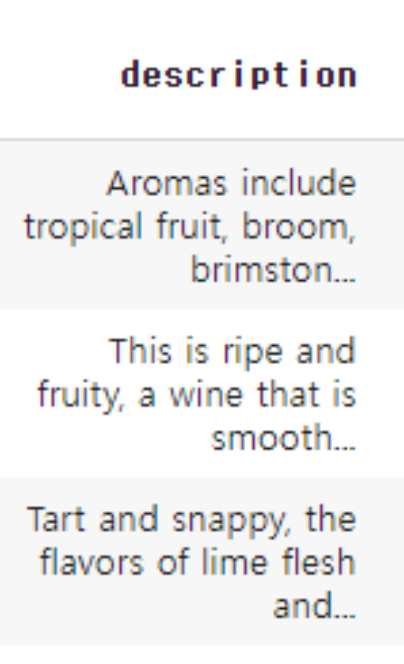 description
Aromas include
tropical fruit, broom,
brimston...
This is ripe and
fruity, a wine that is
smooth...
Tart and snappy, the
flavors of lime flesh
and...